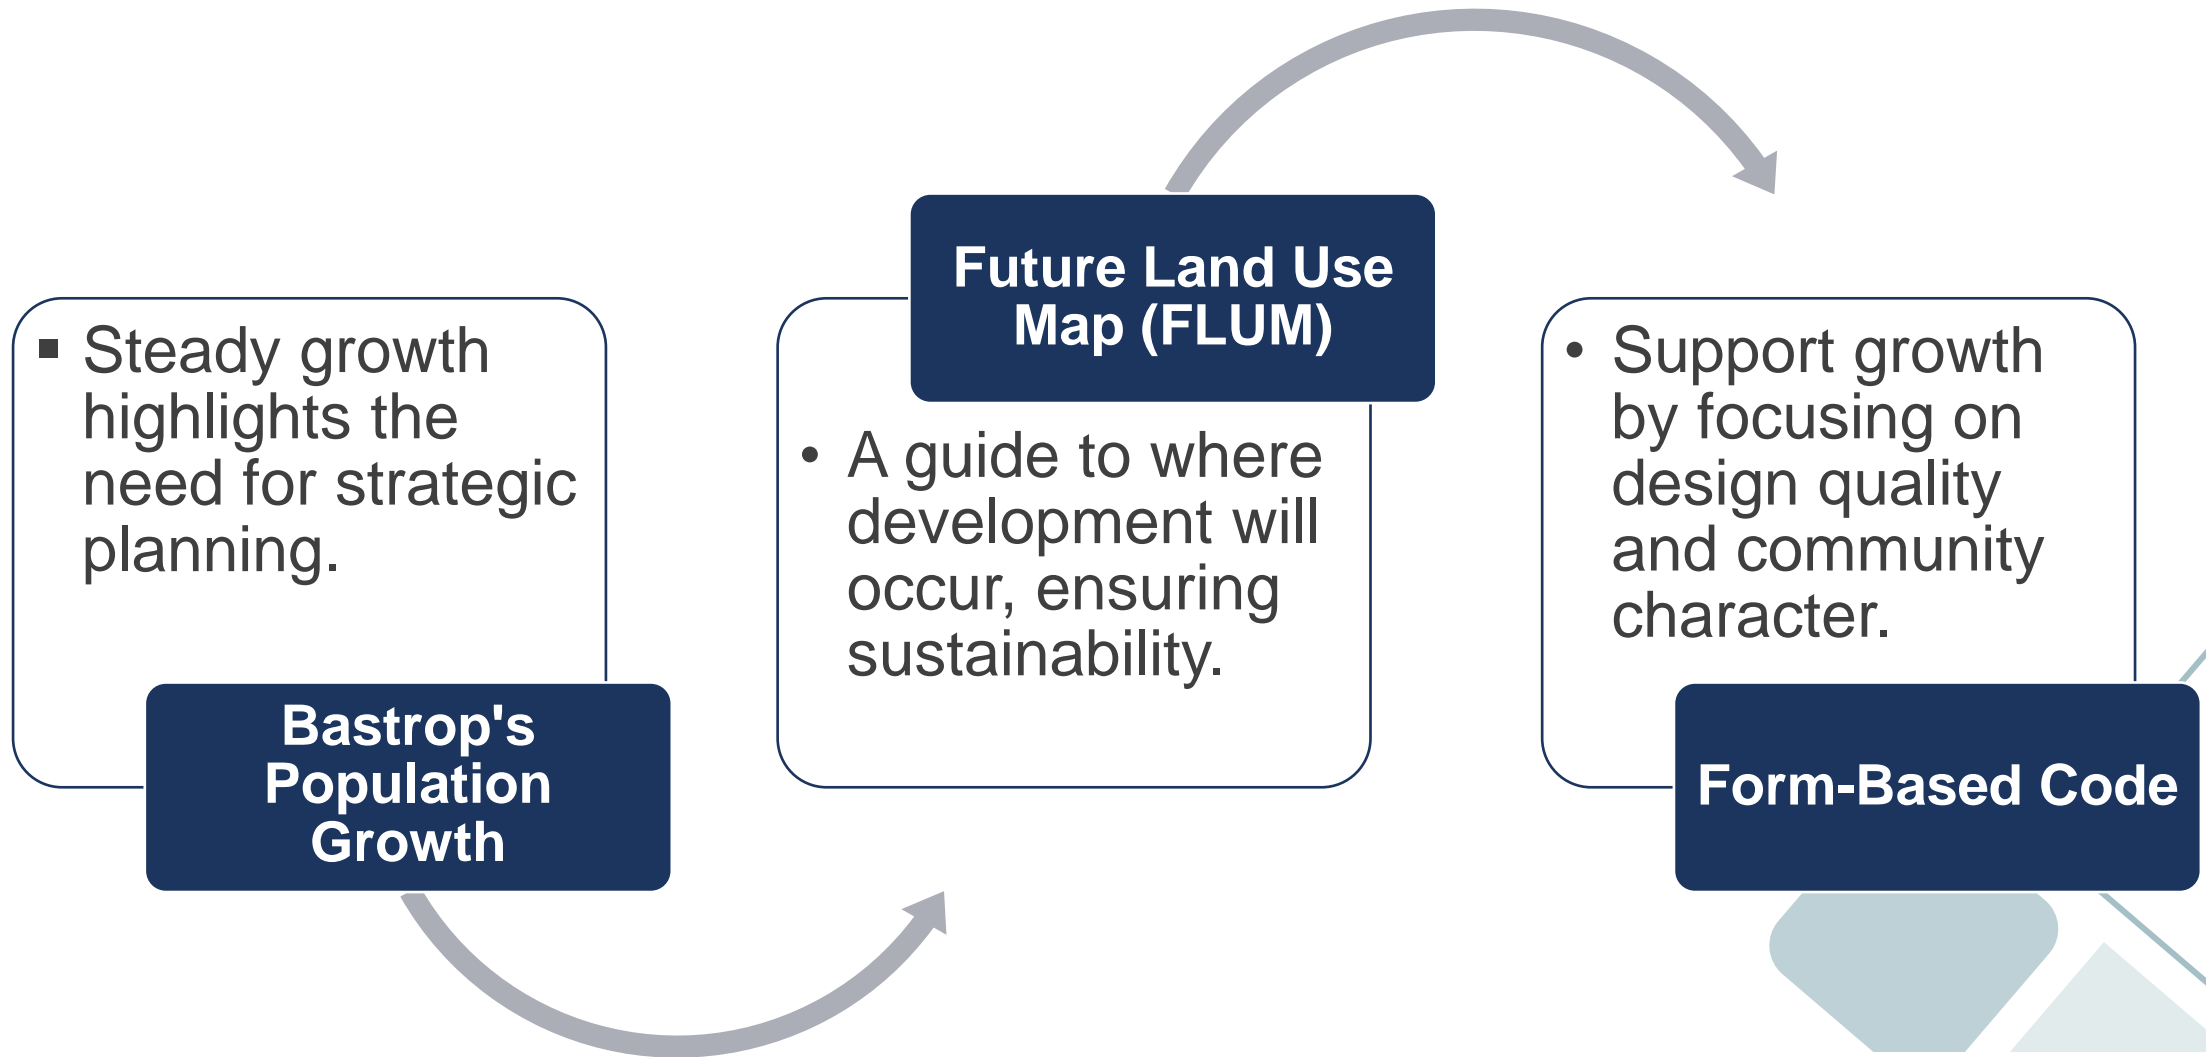 ▪ Steady growth
highlights the
need for strategic
planning.
Bastrop's
Population
Growth
Future Land Use
Map (FLUM)
• A guide to where
development will
occur, ensuring
sustainability.
• Support growth
by focusing on
design quality
and community
character.
Form-Based Code